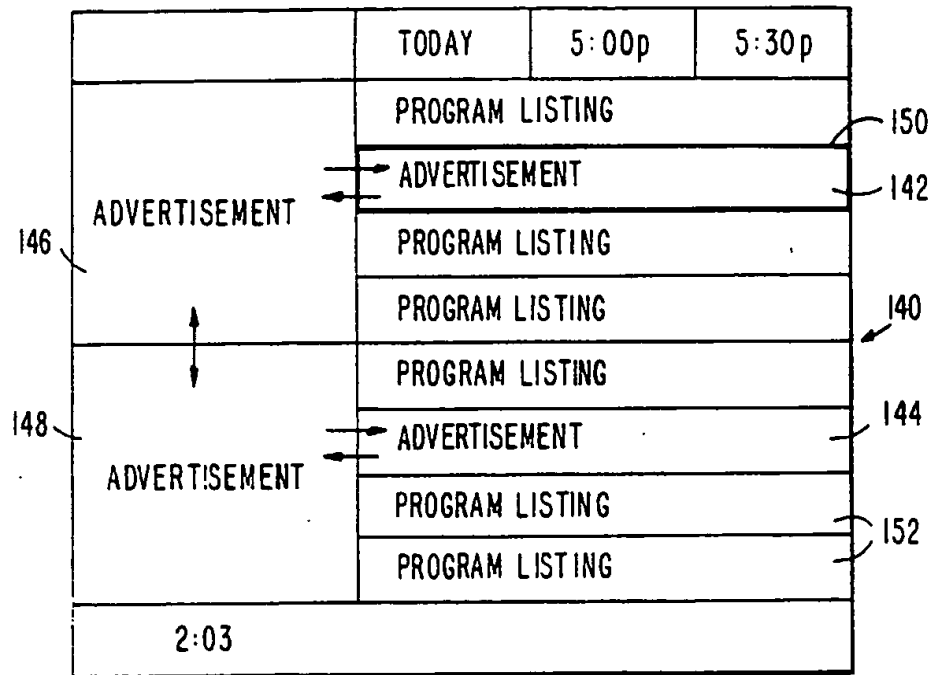 TODAY 5:00p 5:30p
PROGRAM LISTING
150
ADVERTISEMENT
142
ADVERTISEMENT
146
PROGRAM LISTING
PROGRAM LISTING
140
PROGRAM LISTING
148
ADVERTISEMENT
144
ADVERTISEMENT
PROGRAM LISTING
152
PROGRAM LISTING
2:03